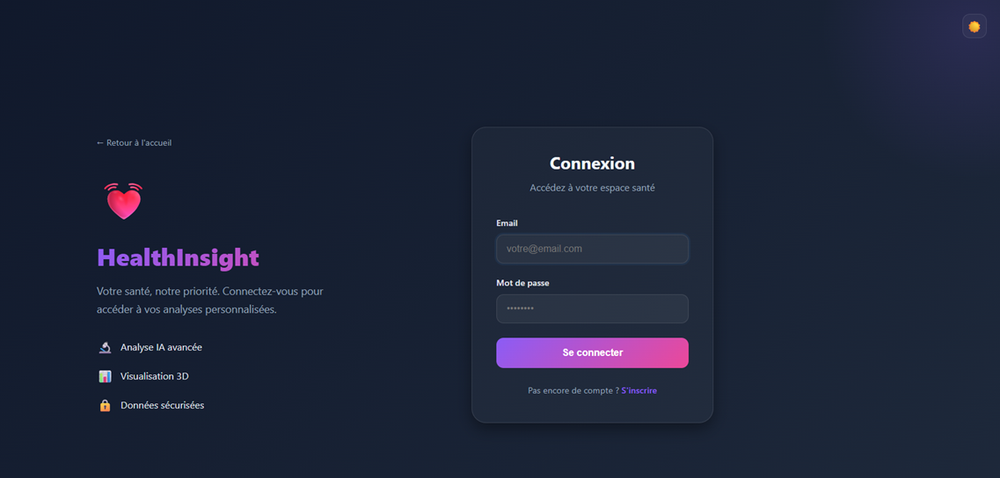 ← Retour à l'accueil
HealthInsight
Votre santé, notre priorité. Connectez-vous pour
accéder à vos analyses personnalisées.
Analyse IA avancée
Visualisation 3D
Données sécurisées
Connexion
Accédez à votre espace santé
Email
votre@email.com
Mot de passe
••••••••
Se connecter
Pas encore de compte ? S'inscrire